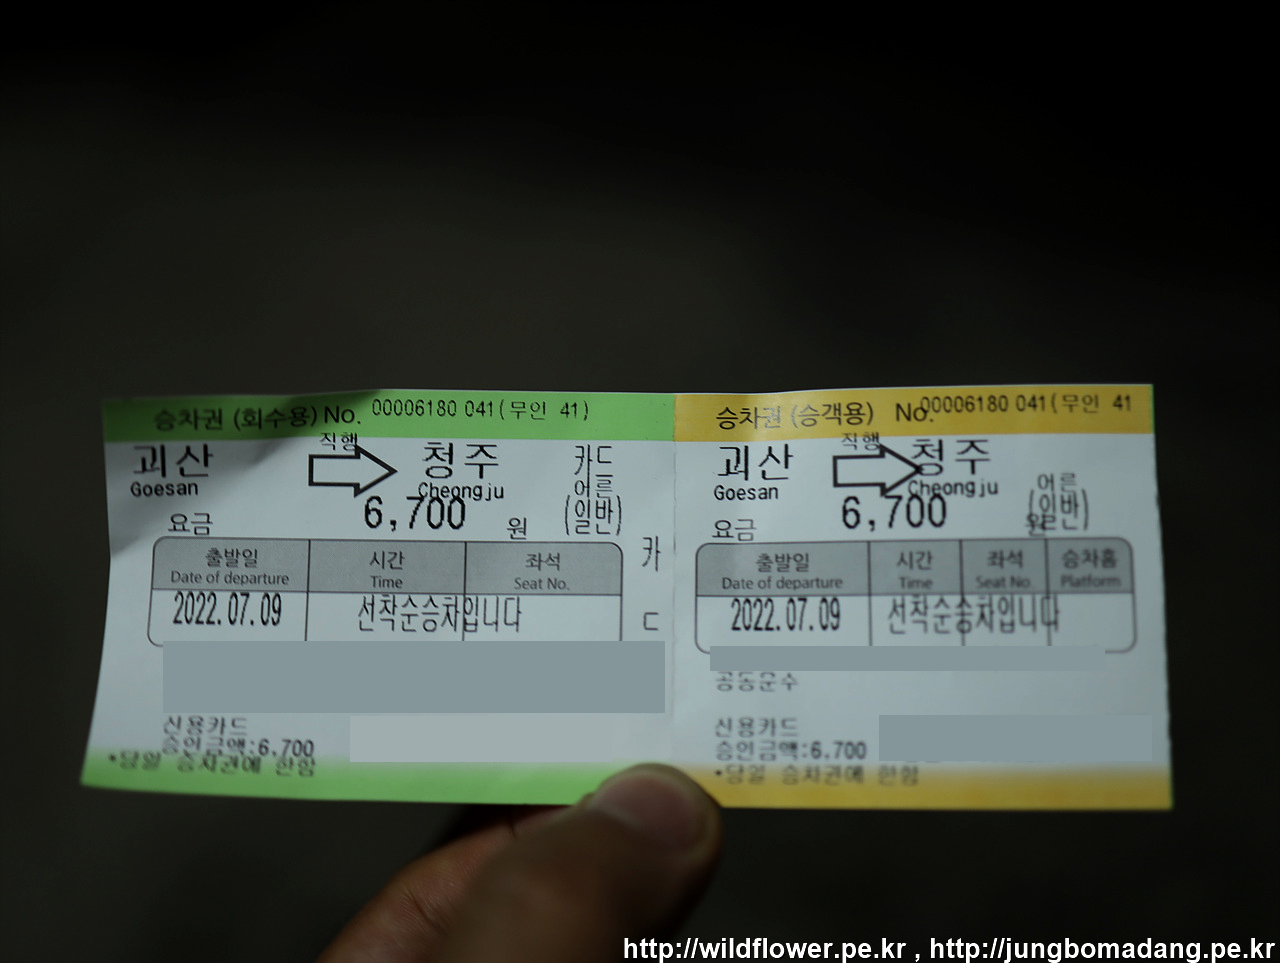 승차권 (회수용) No. 00006180 041(무인 41)
직행
괴산 청주 카드
Goesan Cheongju 어른
요금 6,700 원 (일반)
출발일 시간 좌석
Date of departure Time Seat No.
2022.07.09 선착순승차입니다
카
드
신용카드
승인금액:6.700
*당일 승차권에 한함
승차권 (승객용) No. 00006180 041(무인 41
직행
괴산 청주
Goesan Cheongju 어른
요금 6,700 원 (일반)
출발일 시간 좌석 승차홈
Date of departure Time Seat No. Platform
2022.07.09 선착순승차입니다
공동운수
신용카드
승인금액:6.700
*당일 승차권에 한함
http://wildflower.pe.kr , http://jungbomadang.pe.kr